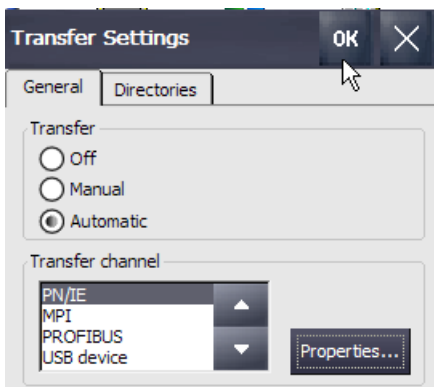 Transfer Settings OK
General Directories
Transfer
Off
Manual
Automatic
Transfer channel
PN/IE
MPI
PROFIBUS
USB device
Properties...